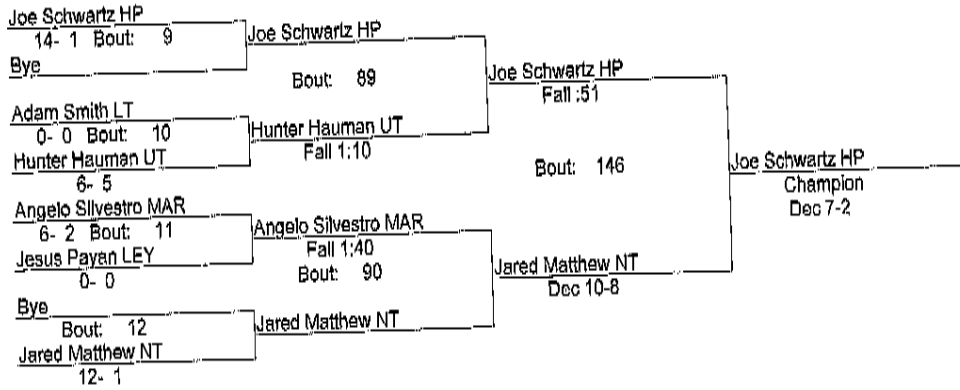 Joe Schwartz HP
14- 1 Bout: 9
Joe Schwartz HP
Bye
Bout: 89
Joe Schwartz HP
Fall :51
Adam Smith LT
0- 0 Bout: 10
Hunter Hauman UT
Fall 1:10
Hunter Hauman UT
6- 5
Bout: 146
Joe Schwartz HP
Champion
Dec 7-2
Angelo Silvestro MAR
6- 2 Bout: 11
Angelo Silvestro MAR
Fall 1:40
Jesus Payan LEY
0- 0
Bout: 90
Jared Matthew NT
Dec 10-8
Bye
Bout: 12
Jared Matthew NT
Jared Matthew NT
12- 1